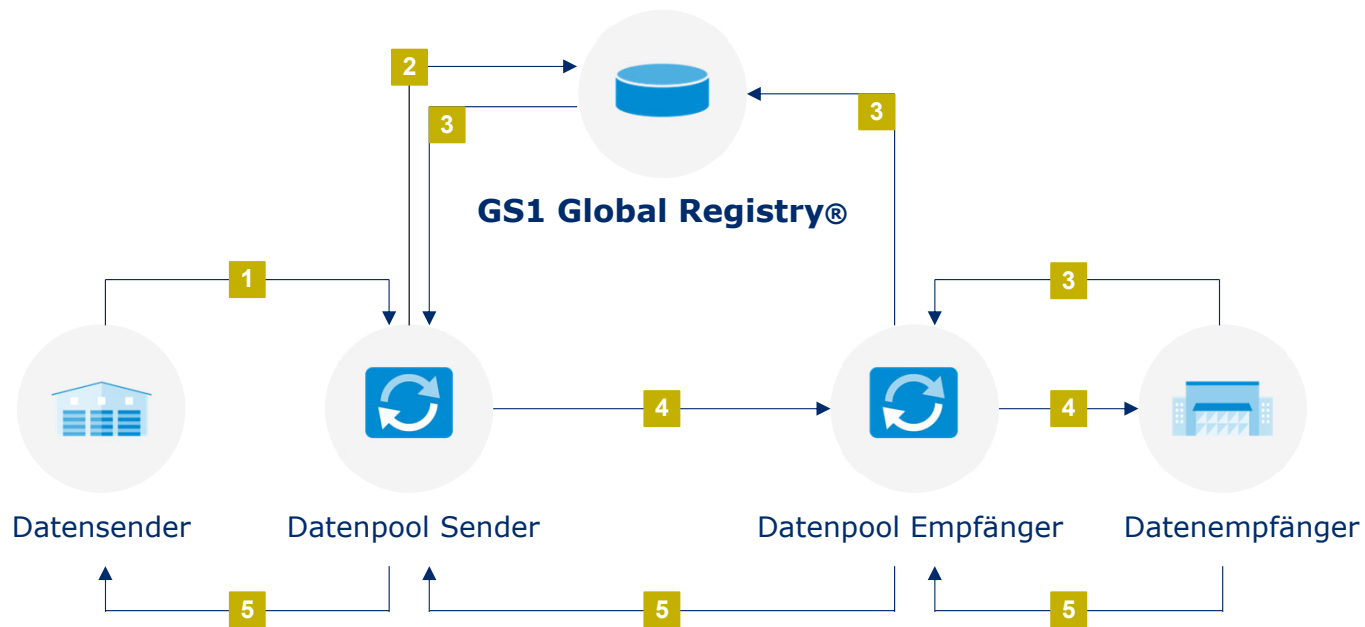 2
3
3
GS1 Global Registry®
1
3
4
4
Datensender
Datenpool Sender
Datenpool Empfänger
Datenempfänger
5
5
5